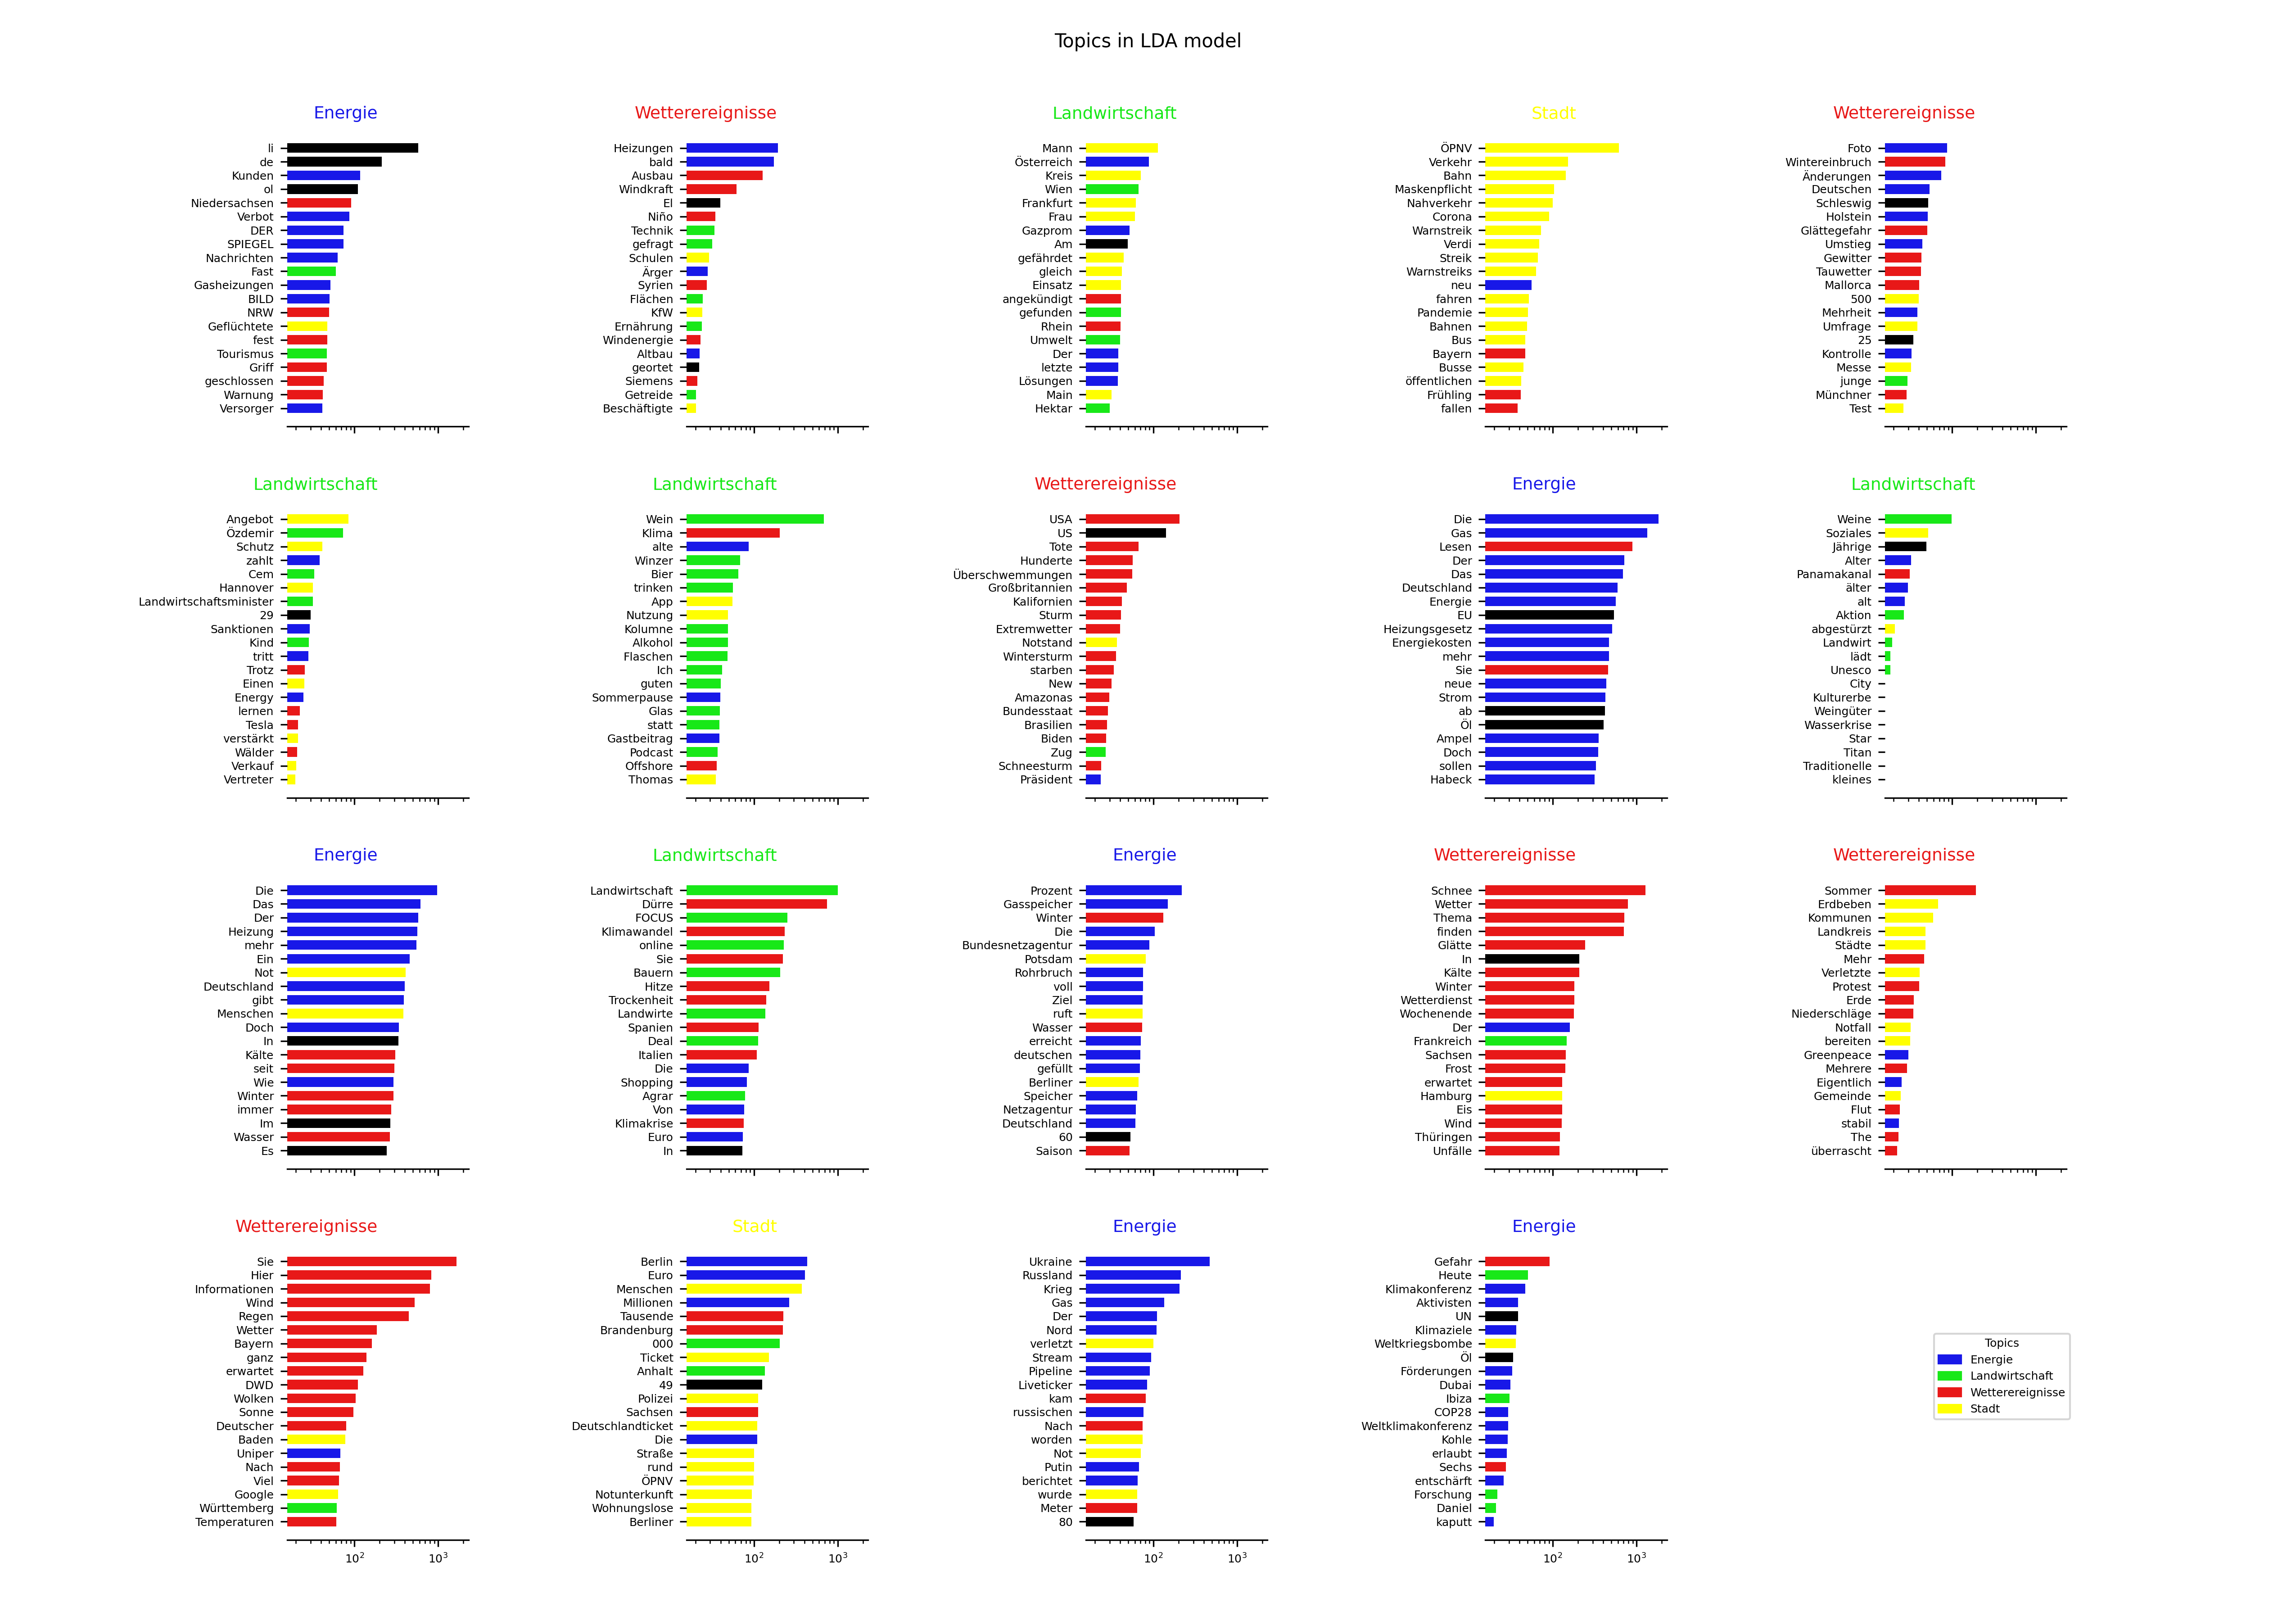 Topics in LDA model
Energie
li
de
Kunden
ol
Niedersachsen
Verbot
DER
SPIEGEL
Nachrichten
Fast
Gasheizungen
BILD
NRW
Geflüchtete
fest
Tourismus
Griff
geschlossen
Warnung
Versorger
Wetterereignisse
Heizungen
bald
Ausbau
Windkraft
El
Niño
Technik
gefragt
Schulen
Ärger
Syrien
Flächen
KfW
Ernährung
Windenergie
Altbau
geortet
Siemens
Getreide
Beschäftigte
Landwirtschaft
Mann
Österreich
Kreis
Wien
Frankfurt
Frau
Gazprom
Am
gefährdet
gleich
Einsatz
angekündigt
gefunden
Rhein
Umwelt
Der
letzte
Lösungen
Main
Hektar
Stadt
ÖPNV
Verkehr
Bahn
Maskenpflicht
Nahverkehr
Corona
Warnstreik
Verdi
Streik
Warnstreiks
neu
fahren
Pandemie
Bahnen
Bus
Bayern
Busse
öffentlichen
Frühling
fallen
Wetterereignisse
Foto
Wintereinbruch
Änderungen
Deutschen
Schleswig
Holstein
Glättegefahr
Umstieg
Gewitter
Tauwetter
Mallorca
500
Mehrheit
Umfrage
25
Kontrolle
Messe
junge
Münchner
Test
Landwirtschaft
Angebot
Özdemir
Schutz
zahlt
Cem
Hannover
Landwirtschaftsminister
29
Sanktionen
Kind
tritt
Trotz
Einen
Energy
lernen
Tesla
verstärkt
Wälder
Verkauf
Vertreter
Landwirtschaft
Wein
Klima
alte
Winzer
Bier
trinken
App
Nutzung
Kolumne
Alkohol
Flaschen
Ich
guten
Sommerpause
Glas
statt
Gastbeitrag
Podcast
Offshore
Thomas
Wetterereignisse
USA
US
Tote
Hunderte
Überschwemmungen
Großbritannien
Kalifornien
Sturm
Extremwetter
Notstand
Wintersturm
starben
New
Amazonas
Bundesstaat
Brasilien
Biden
Zug
Schneesturm
Präsident
Energie
Die
Gas
Lesen
Der
Das
Deutschland
Energie
EU
Heizungsgesetz
Energiekosten
mehr
Sie
neue
Strom
ab
Öl
Ampel
Doch
sollen
Habeck
Landwirtschaft
Weine
Soziales
Jährige
Alter
Panamakanal
älter
alt
Aktion
abgestürzt
Landwirt
lädt
Unesco
City
Kulturerbe
Weingüter
Wasserkrise
Star
Titan
Traditionelle
kleines
Energie
Die
Das
Der
Heizung
mehr
Ein
Not
Deutschland
gibt
Menschen
Doch
In
Kälte
seit
Wie
Winter
immer
Im
Wasser
Es
Landwirtschaft
Landwirtschaft
Dürre
FOCUS
Klimawandel
online
Sie
Bauern
Hitze
Trockenheit
Landwirte
Spanien
Deal
Italien
Die
Shopping
Agrar
Von
Klimakrise
Euro
In
Energie
Prozent
Gasspeicher
Winter
Die
Bundesnetzagentur
Potsdam
Rohrbruch
voll
Ziel
ruft
Wasser
erreicht
deutschen
gefüllt
Berliner
Speicher
Netzagentur
Deutschland
60
Saison
Wetterereignisse
Schnee
Wetter
Thema
finden
Glätte
In
Kälte
Winter
Wetterdienst
Wochenende
Der
Frankreich
Sachsen
Frost
erwartet
Hamburg
Eis
Wind
Thüringen
Unfälle
Wetterereignisse
Sommer
Erdbeben
Kommunen
Landkreis
Städte
Mehr
Verletzte
Protest
Erde
Niederschläge
Notfall
bereiten
Greenpeace
Mehrere
Eigentlich
Gemeinde
Flut
stabil
The
überrascht
Wetterereignisse
Sie
Hier
Informationen
Wind
Regen
Wetter
Bayern
ganz
erwartet
DWD
Wolken
Sonne
Deutscher
Baden
Uniper
Nach
Viel
Google
Württemberg
Temperaturen
10² 10³
Stadt
Berlin
Euro
Menschen
Millionen
Tausende
Brandenburg
000
Ticket
Anhalt
49
Polizei
Sachsen
Deutschlandticket
Die
Straße
rund
ÖPNV
Notunterkunft
Wohnungslose
Berliner
10² 10³
Energie
Ukraine
Russland
Krieg
Gas
Der
Nord
verletzt
Stream
Pipeline
Liveticker
kam
russischen
Nach
worden
Not
Putin
berichtet
wurde
Meter
80
10² 10³
Energie
Gefahr
Heute
Klimakonferenz
Aktivisten
UN
Klimaziele
Weltkriegsbombe
Öl
Förderungen
Dubai
Ibiza
COP28
Weltklimakonferenz
Kohle
erlaubt
Sechs
entschärft
Forschung
Daniel
kaputt
10² 10³
Topics
Energie
Landwirtschaft
Wetterereignisse
Stadt